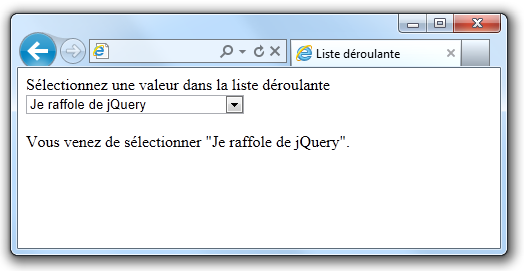 Liste déroulante
Sélectionnez une valeur dans la liste déroulante
Je raffole de jQuery
Vous venez de sélectionner "Je raffole de jQuery".